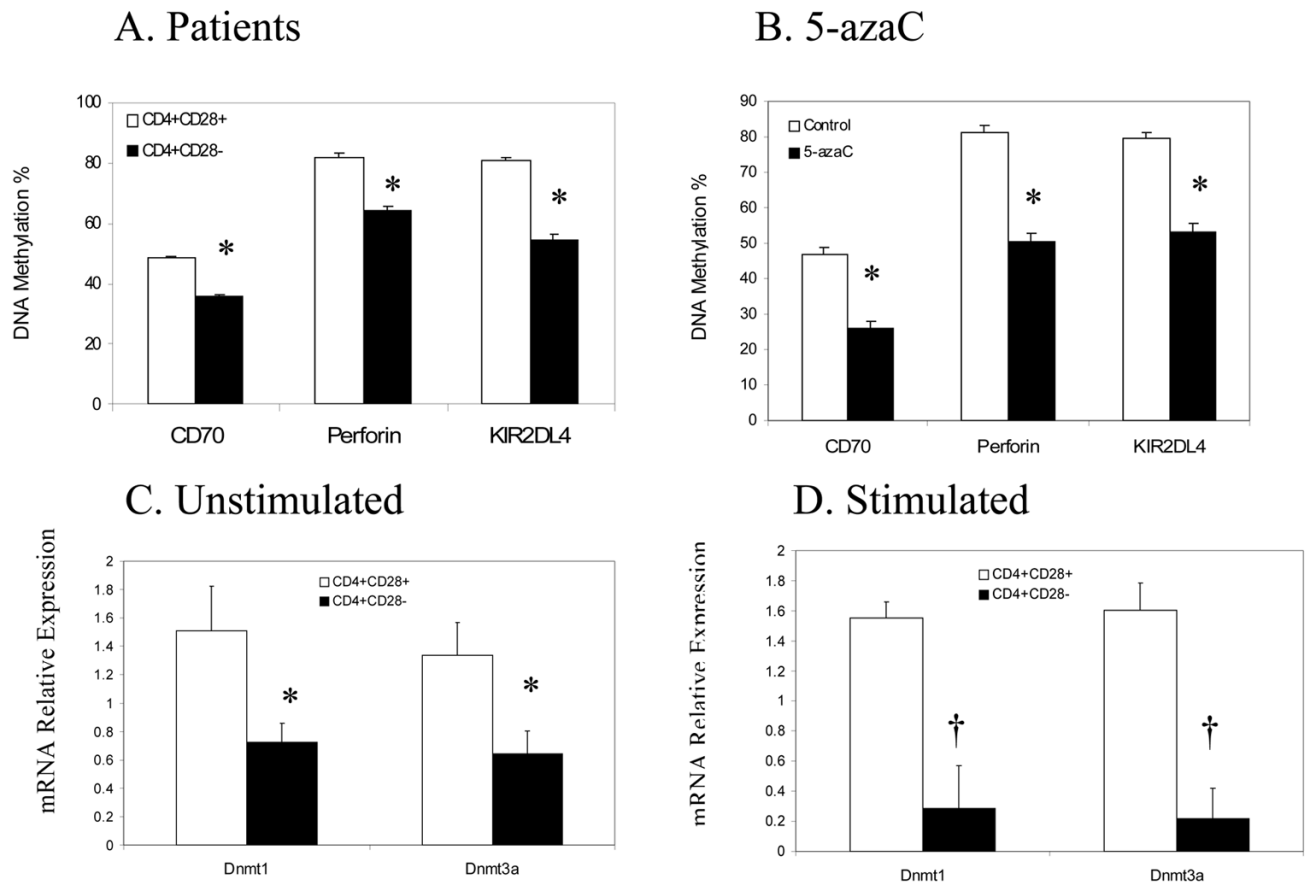 A. Patients
DNA Methylation %
100
80
60
40
20
0
CD4+CD28+
CD4+CD28-
*
*
*
CD70 Perforin KIR2DL4
B. 5-azaC
DNA Methylation %
90
80
70
60
50
40
30
20
10
0
Control
5-azaC
*
*
*
CD70 Perforin KIR2DL4
C. Unstimulated
mRNA Relative Expression
2
1.8
1.6
1.4
1.2
1
0.8
0.6
0.4
0.2
0
CD4+CD28+
CD4+CD28-
*
*
Dnmt1 Dnmt3a
D. Stimulated
mRNA Relative Expression
2
1.8
1.6
1.4
1.2
1
0.8
0.6
0.4
0.2
0
CD4+CD28+
CD4+CD28-
†
†
Dnmt1 Dnmt3a